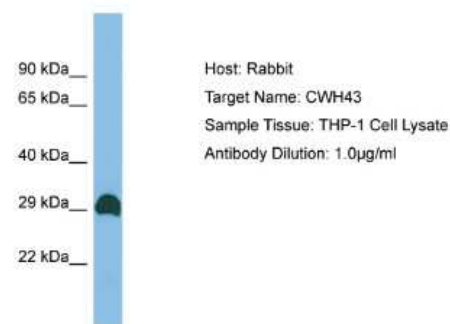 90 kDa
65 kDa
40 kDa
29 kDa
22 kDa
Host: Rabbit
Target Name: CWH43
Sample Tissue: THP-1 Cell Lysate
Antibody Dilution: 1.0µg/ml